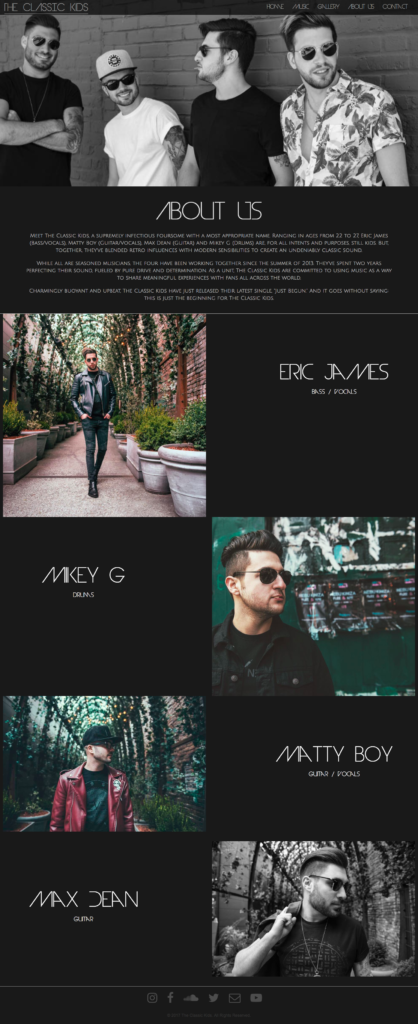 THE CLASSIC KIDS
HOME MUSIC GALLERY ABOUT US CONTACT
ABOUT US
MEET THE CLASSIC KIDS: A SUPREMELY INFECTIOUS FOURSOME WITH A MOST APPROPRIATE NAME. RANGING IN AGES FROM 22 TO 27, ERIC JAMES
(BASS/VOCALS), MATTY BOY (GUITAR/VOCALS), MAX DEAN (GUITAR) AND MIKEY G (DRUMS) ARE, FOR ALL INTENTS AND PURPOSES, STILL KIDS. BUT,
TOGETHER, THEY'VE BLENDED RETRO INFLUENCES WITH MODERN SENSIBILITIES TO CREATE AN UNDENIABLY CLASSIC SOUND.
WHILE ALL ARE SEASONED MUSICIANS, THE FOUR HAVE BEEN WORKING TOGETHER SINCE THE SUMMER OF 2013. THEY'VE SPENT TWO YEARS
PERFECTING THEIR SOUND, FUELED BY PURE DRIVE AND DETERMINATION. AS A UNIT, THE CLASSIC KIDS ARE COMMITTED TO USING MUSIC AS A WAY
TO SHARE MEANINGFUL EXPERIENCES WITH FANS ALL ACROSS THE WORLD.
CHARMINGLY BUOYANT AND UPBEAT, THE CLASSIC KIDS HAVE JUST RELEASED THEIR LATEST SINGLE "JUST BEGUN," AND IT GOES WITHOUT SAYING
THIS IS JUST THE BEGINNING FOR THE CLASSIC KIDS.
ERIC JAMES
BASS / VOCALS
MIKEY G
DRUMS
MATTY BOY
GUITAR / VOCALS
MAX DEAN
GUITAR